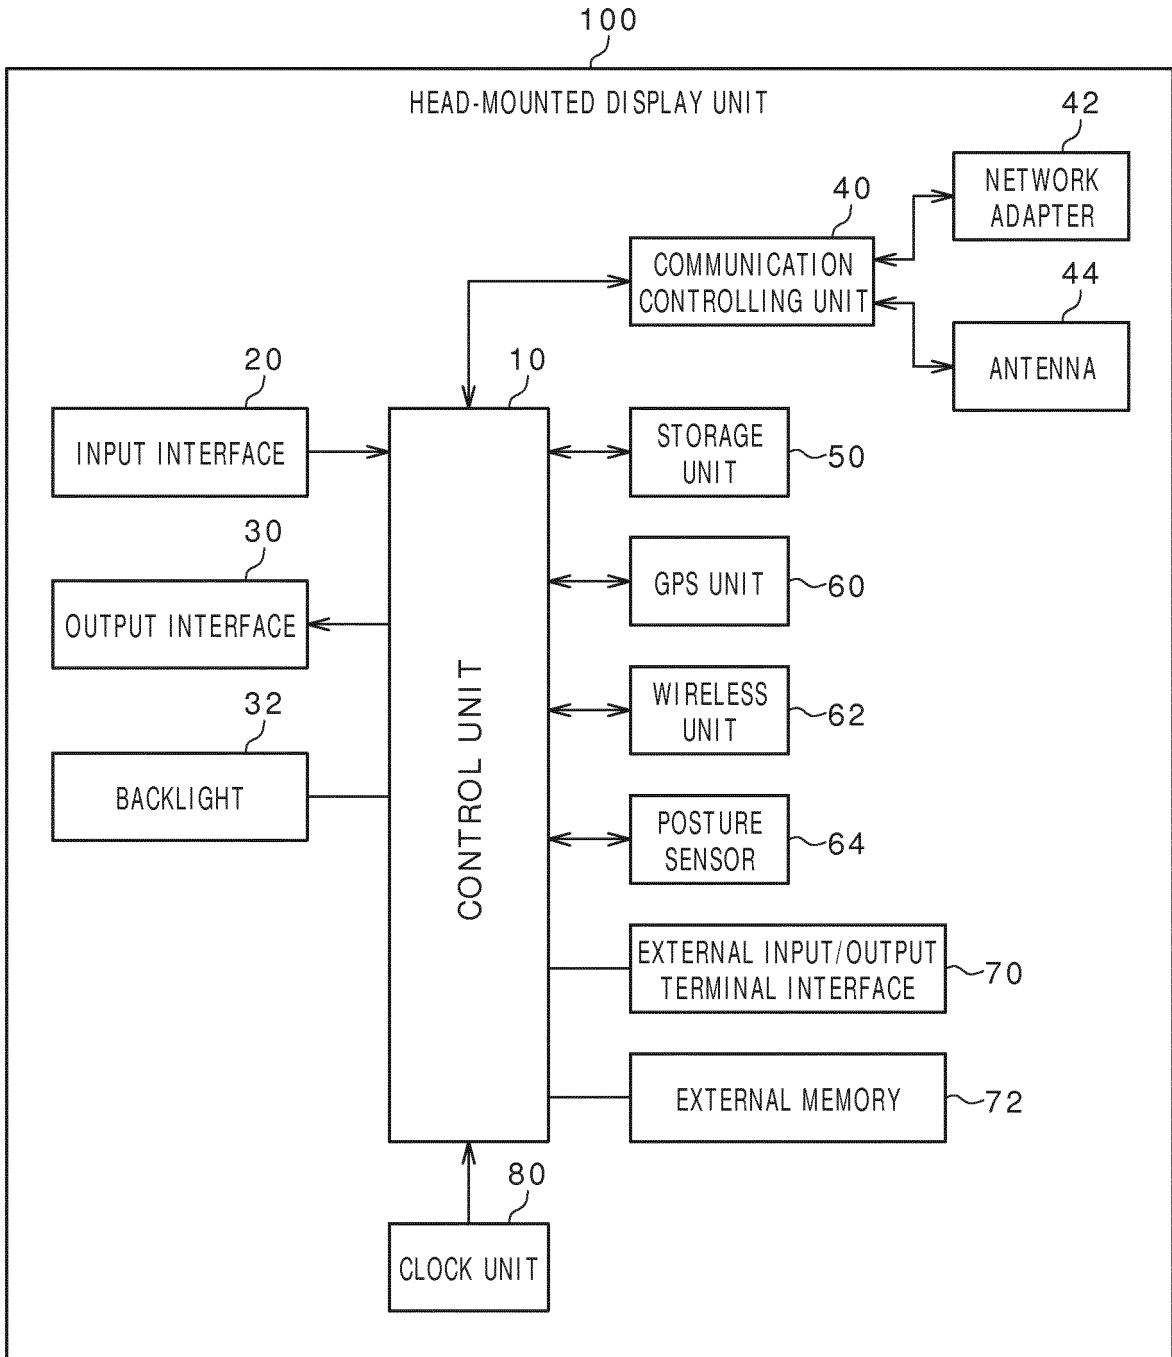 100
HEAD-MOUNTED DISPLAY UNIT
42
NETWORK
ADAPTER
40
COMMUNICATION
CONTROLLING UNIT
44
ANTENNA
20
INPUT INTERFACE
10
CONTROL UNIT
STORAGE
UNIT
50
30
OUTPUT INTERFACE
GPS UNIT
60
32
BACKLIGHT
WIRELESS
UNIT
62
POSTURE
SENSOR
64
EXTERNAL INPUT/OUTPUT
TERMINAL INTERFACE
70
EXTERNAL MEMORY
72
80
CLOCK UNIT